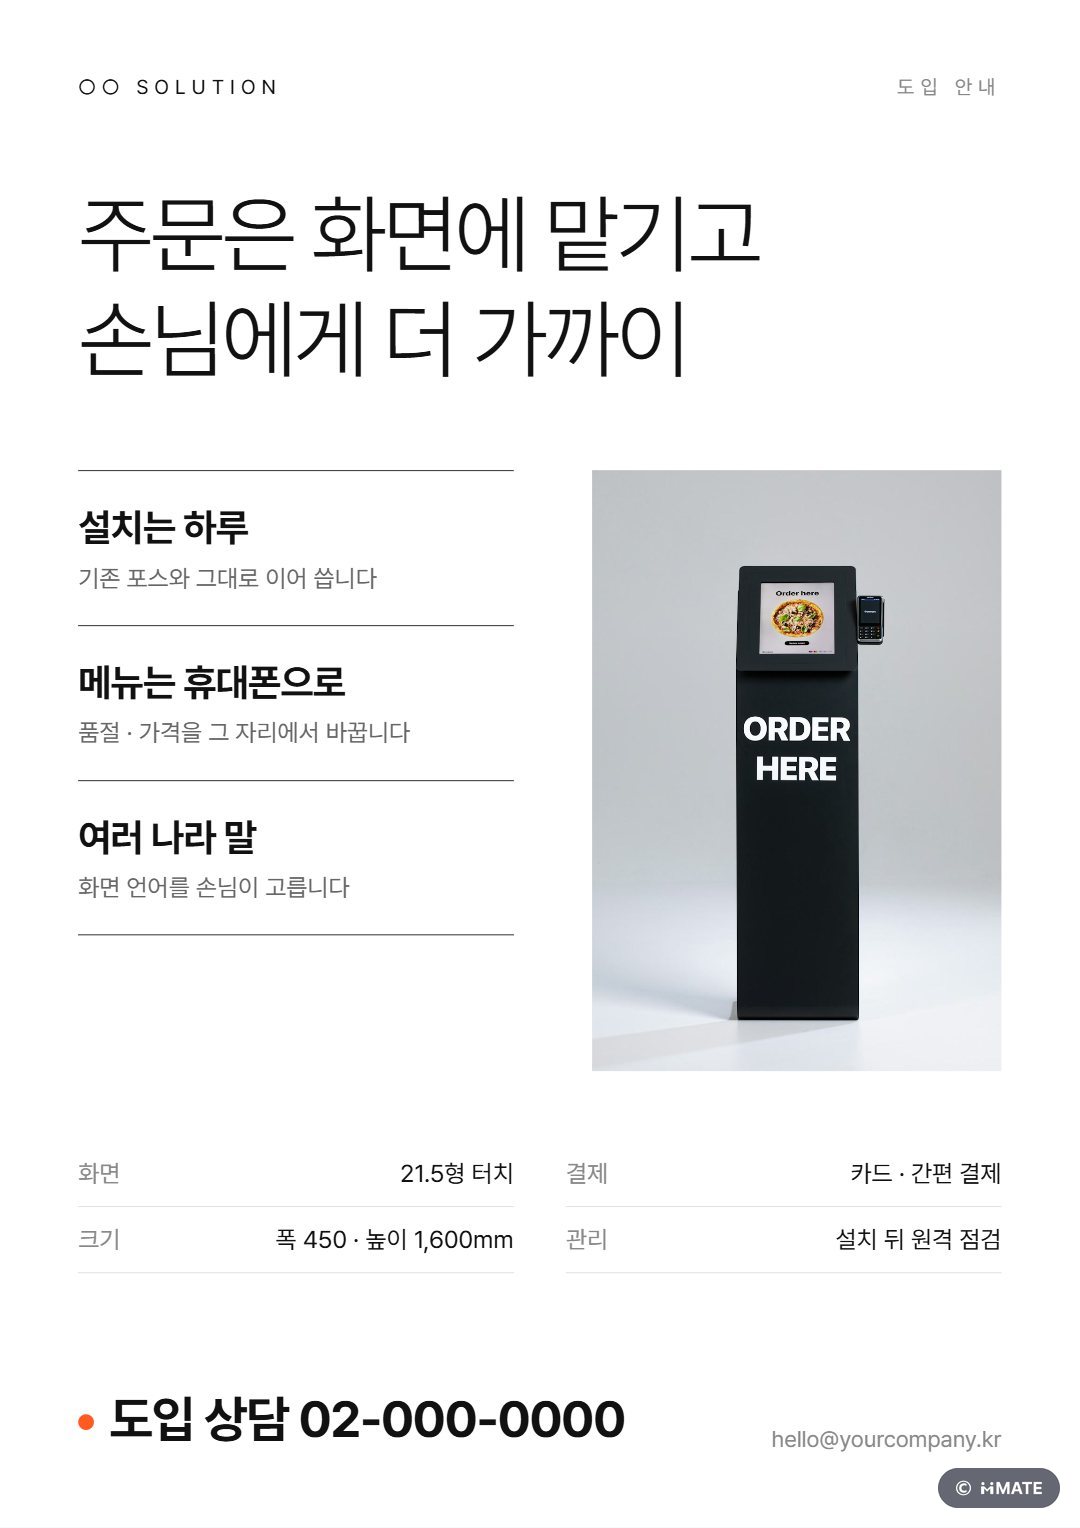 ○○ SOLUTION
도입 안내
주문은 화면에 맡기고
손님에게 더 가까이
설치는 하루
기존 포스와 그대로 이어 씁니다
메뉴는 휴대폰으로
품절 · 가격을 그 자리에서 바꿉니다
여러 나라 말
화면 언어를 손님이 고릅니다
Order here
ORDER
HERE
화면 21.5형 터치
결제 카드 · 간편 결제
크기 폭 450 · 높이 1,600mm
관리 설치 뒤 원격 점검
도입 상담 02-000-0000
hello@yourcompany.kr
© MMATE